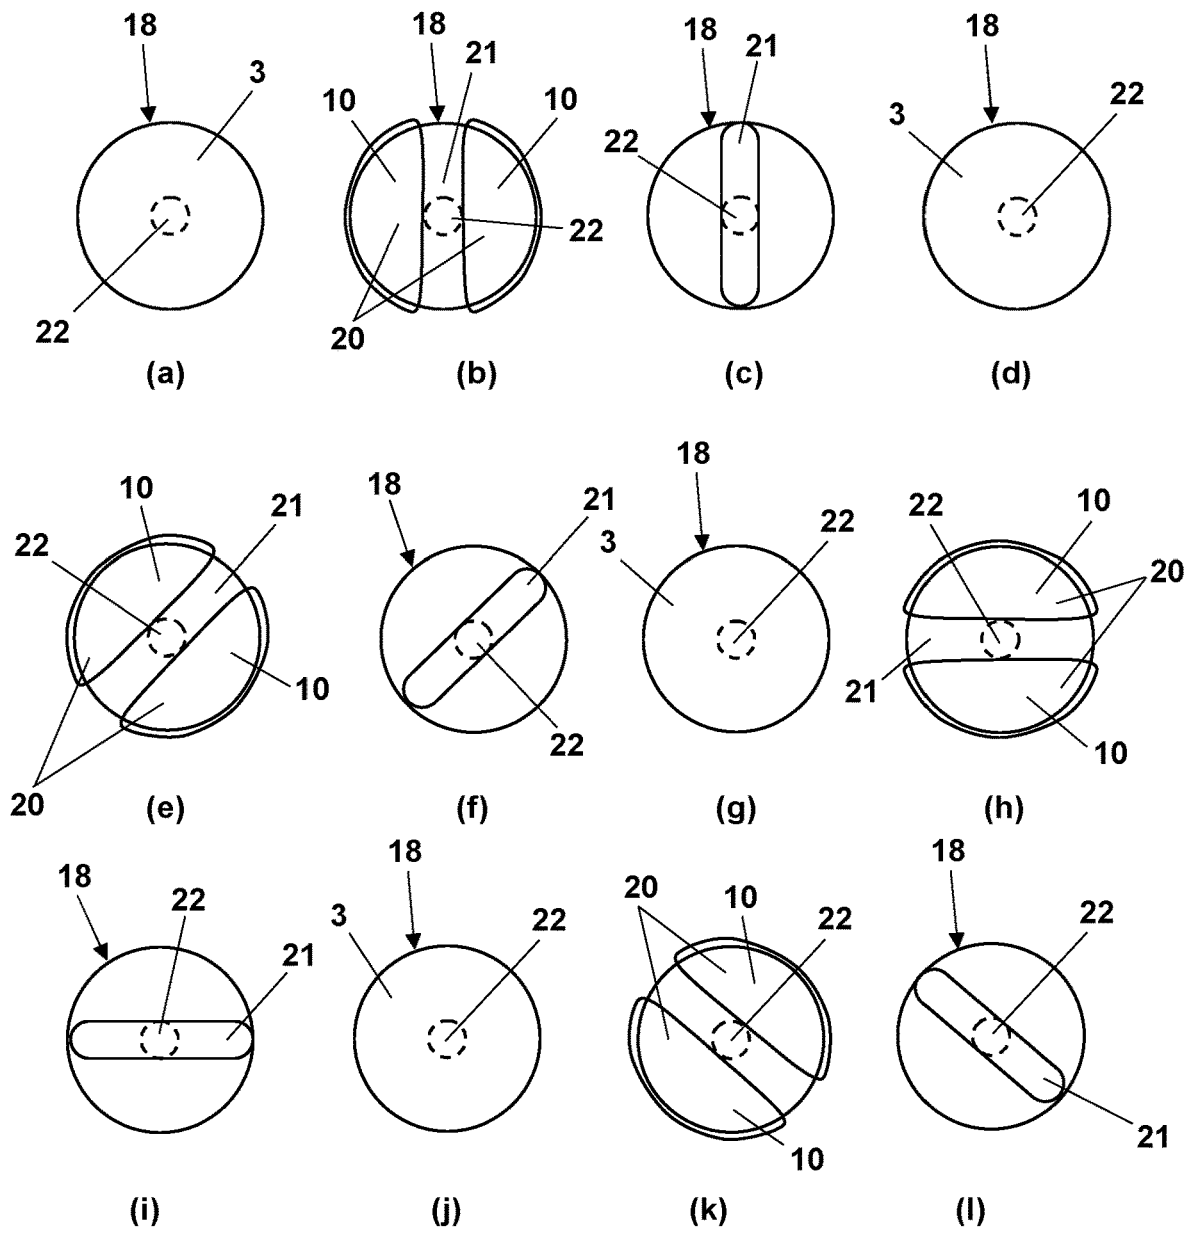 18 18 18 18
3 10 21 10 22 21 3 22
22 20 22
(a) (b) (c) (d)
18
10 21 18 21 22 10
22 3 22 20
10 22 21
20 10
(e) (f) (g) (h)
18 18
18 22 3 22 20 10 22 22
21
10 21
(i) (j) (k) (l)